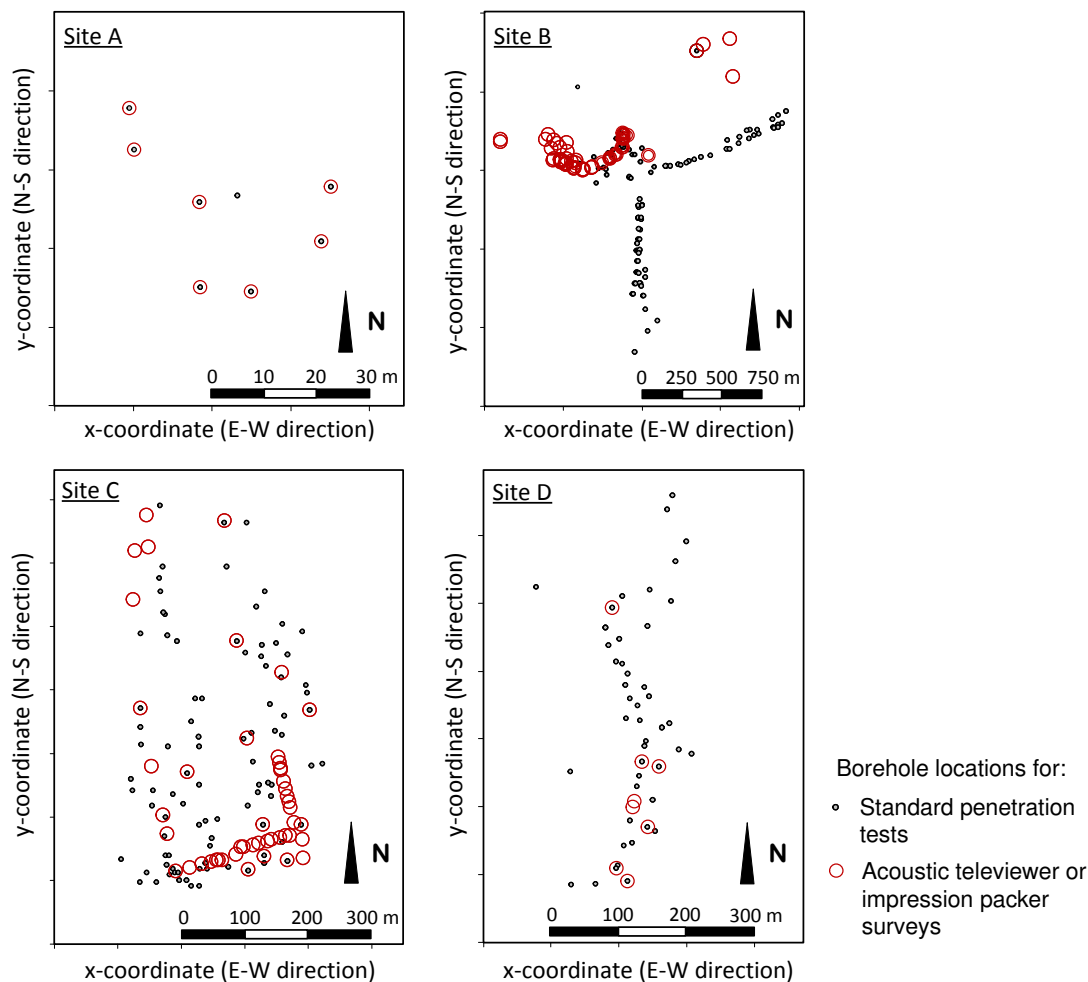 Site A
y-coordinate (N-S direction)
N
0 10 20 30 m
x-coordinate (E-W direction)
Site B
y-coordinate (N-S direction)
N
0 250 500 750 m
x-coordinate (E-W direction)
Site C
y-coordinate (N-S direction)
N
0 100 200 300 m
x-coordinate (E-W direction)
Site D
y-coordinate (N-S direction)
N
0 100 200 300 m
x-coordinate (E-W direction)
Borehole locations for:
Standard penetration
tests
Acoustic televiewer or
impression packer
surveys